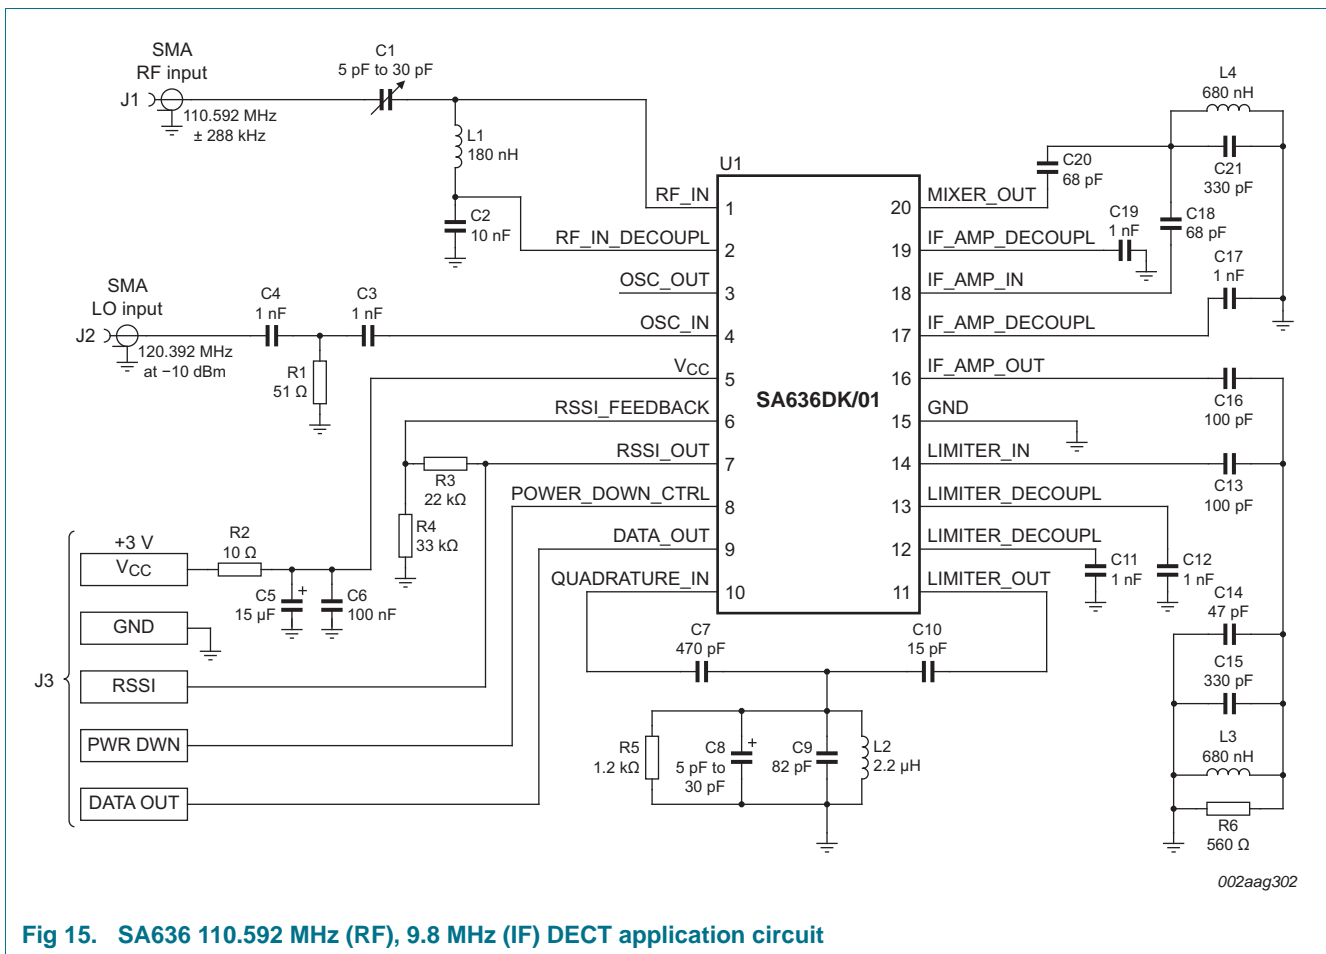 SMA
RF input
J1
110.592 MHz
± 288 kHz
C1
5 pF to 30 pF
L1
180 nH
C2
10 nF
SMA
LO input
J2
120.392 MHz
at −10 dBm
C4
1 nF
C3
1 nF
R1
51 Ω
U1
SA636DK/01
RF_IN
1
RF_IN_DECOUPL
2
OSC_OUT
3
OSC_IN
4
VCC
5
RSSI_FEEDBACK
6
RSSI_OUT
7
POWER_DOWN_CTRL
8
DATA_OUT
9
QUADRATURE_IN
10
20
MIXER_OUT
19
IF_AMP_DECOUPL
18
IF_AMP_IN
17
IF_AMP_DECOUPL
16
IF_AMP_OUT
15
GND
14
LIMITER_IN
13
LIMITER_DECOUPL
12
LIMITER_DECOUPL
11
LIMITER_OUT
L4
680 nH
C20
68 pF
C21
330 pF
C19
1 nF
C18
68 pF
C17
1 nF
C16
100 pF
C13
100 pF
C11
1 nF
C12
1 nF
C14
47 pF
C15
330 pF
L3
680 nH
R6
560 Ω
R3
22 kΩ
R4
33 kΩ
J3
+3 V
VCC
GND
RSSI
PWR DWN
DATA OUT
R2
10 Ω
C5
15 µF
+
C6
100 nF
C7
470 pF
C10
15 pF
R5
1.2 kΩ
C8
5 pF to
30 pF
+
C9
82 pF
L2
2.2 µH
002aag302
Fig 15. SA636 110.592 MHz (RF), 9.8 MHz (IF) DECT application circuit